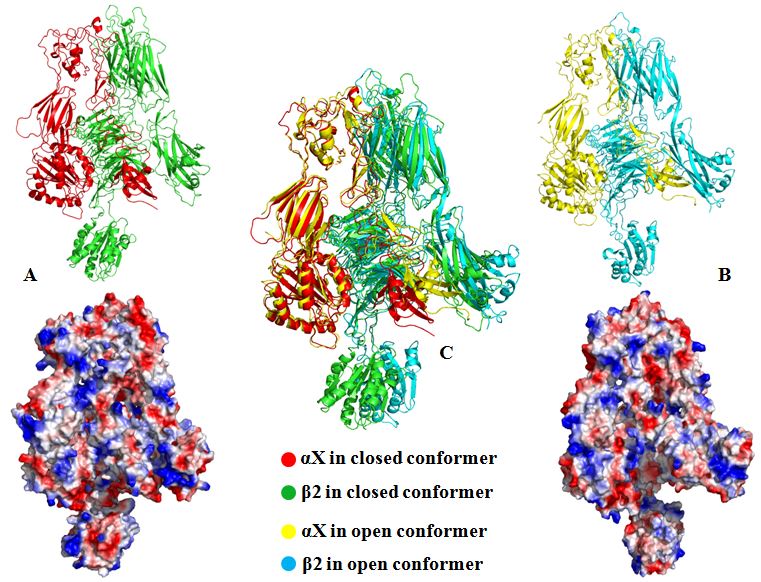 A
B
C
αX in closed conformer
β2 in closed conformer
αX in open conformer
β2 in open conformer